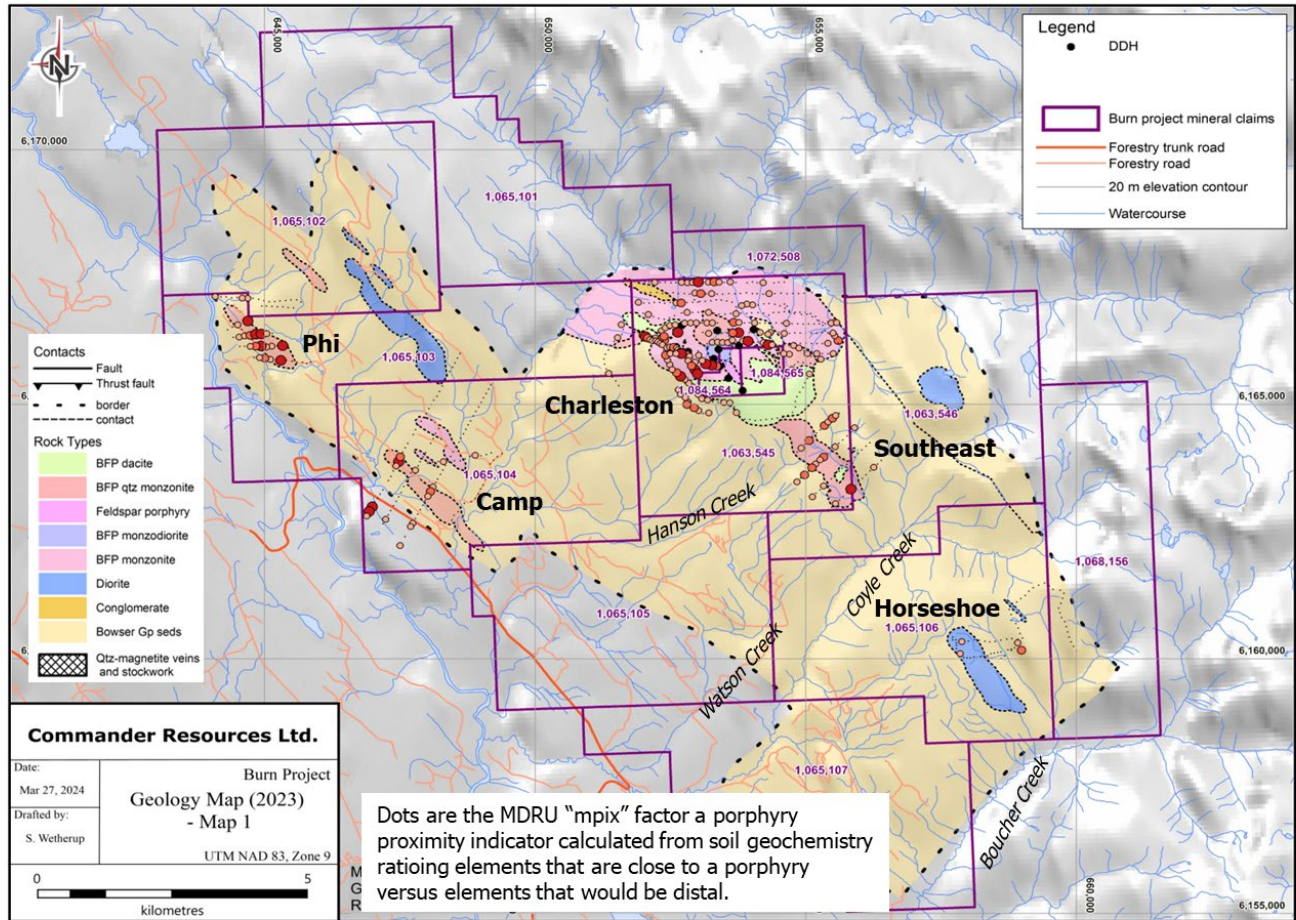 645,000
650,000
655,000
N
6,170,000
Legend
DDH
Burn project mineral claims
Forestry trunk road
Forestry road
20 m elevation contour
Watercourse
1,065,101
1,065,102
1,072,508
Phi
1,065,103
Charleston
1,084,565
1,084,564
1,063,546
6,165,000
1,063,545
Southeast
1,065,104
Camp
Hanson Creek
Coyle Creek
1,068,156
Horseshoe
1,065,106
1,065,105
Watson Creek
6,160,000
1,065,107
Boucher Creek
660,000
6,155,000
Contacts
Fault
Thrust fault
border
contact
Rock Types
BFP dacite
BFP qtz monzonite
Feldspar porphyry
BFP monzodiorite
BFP monzonite
Diorite
Conglomerate
Bowser Gp seds
Qtz-magnetite veins
and stockwork
Commander Resources Ltd.
Date:
Mar 27, 2024
Drafted by:
S. Wetherup
Burn Project
Geology Map (2023)
- Map 1
UTM NAD 83, Zone 9
0 5
kilometres
Dots are the MDRU “mpix” factor a porphyry
proximity indicator calculated from soil geochemistry
ratioing elements that are close to a porphyry
versus elements that would be distal.